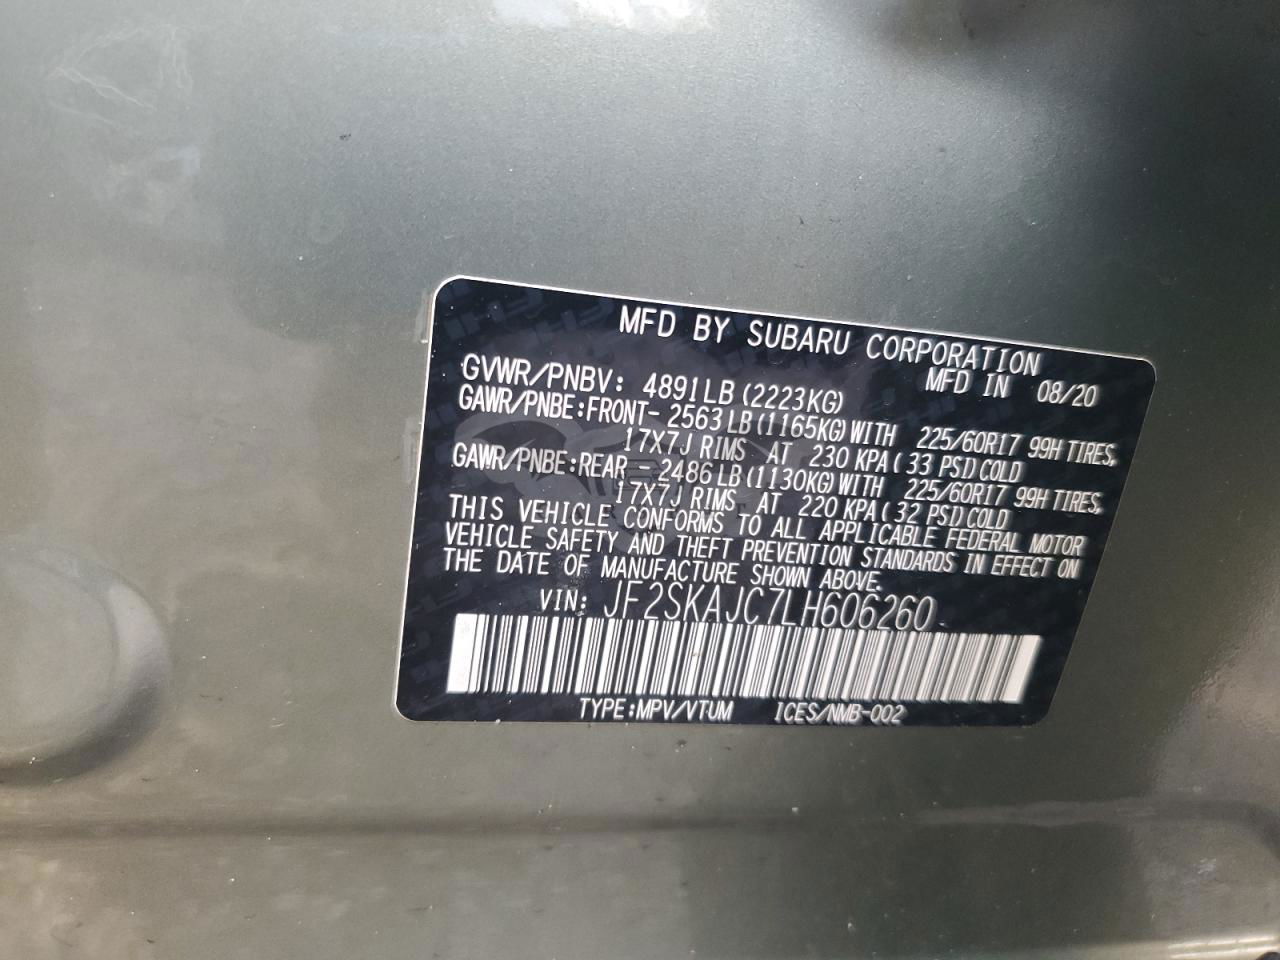 MFD BY SUBARU CORPORATION
MFD IN 08/20
GVWR/PNBV: 4891LB(2223KG)
GAWR/PNBE:FRONT- 2563LB(1165KG)WITH 225/60R17 99H TIRES,
17X7J RIMS AT 230 KPA(33 PSI)COLD
GAWR/PNBE:REAR - 2486LB(1130KG)WITH 225/60R17 99H TIRES,
17X7J RIMS AT 220 KPA(32 PSI)COLD
THIS VEHICLE CONFORMS TO ALL APPLICABLE FEDERAL MOTOR
VEHICLE SAFETY AND THEFT PREVENTION STANDARDS IN EFFECT ON
THE DATE OF MANUFACTURE SHOWN ABOVE.
VIN: JF2SKAJC7LH606260
TYPE:MPV/VTUM ICES/NMB-002